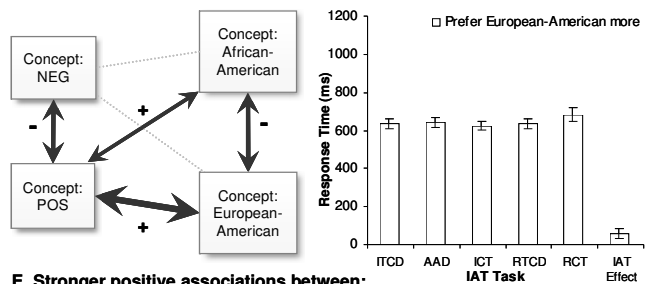 Concept:
NEG
Concept:
African-
American
+
-
-
Concept:
POS
Concept:
European-
American
+
1200
1000
800
600
400
200
0
Response Time (ms)
Prefer European-American more
ITCD AAD ICT RTCD RCT IAT
Effect
IAT Task
E. Stronger positive associations between: